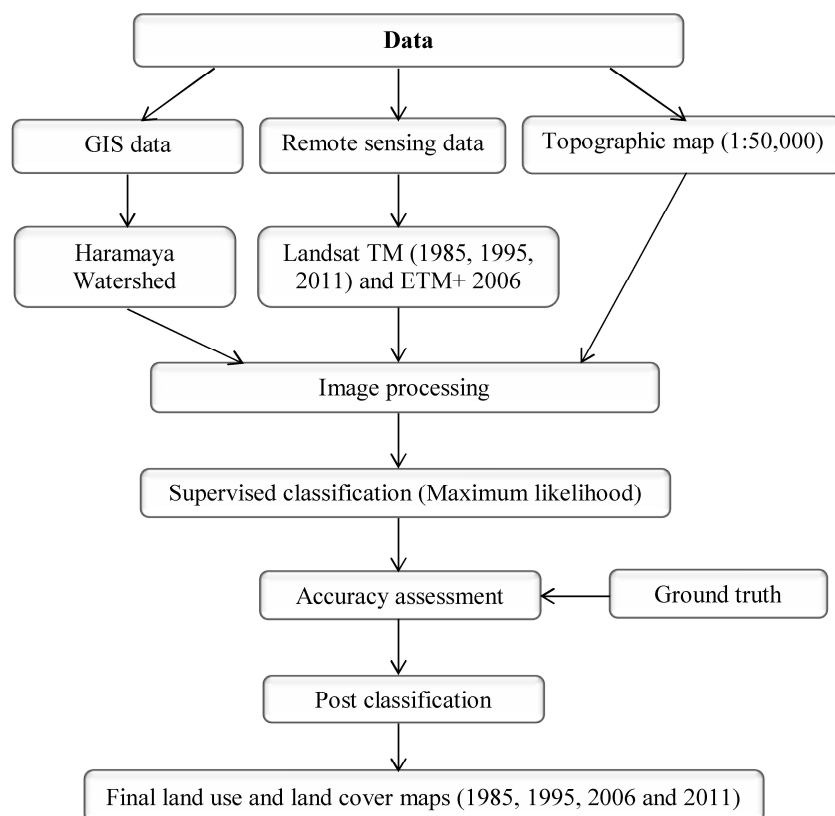 Data
GIS data
Remote sensing data
Topographic map (1:50,000)
Haramaya
Watershed
Landsat TM (1985, 1995,
2011) and ETM+ 2006
Image processing
Supervised classification (Maximum likelihood)
Accuracy assessment
Ground truth
Post classification
Final land use and land cover maps (1985, 1995, 2006 and 2011)